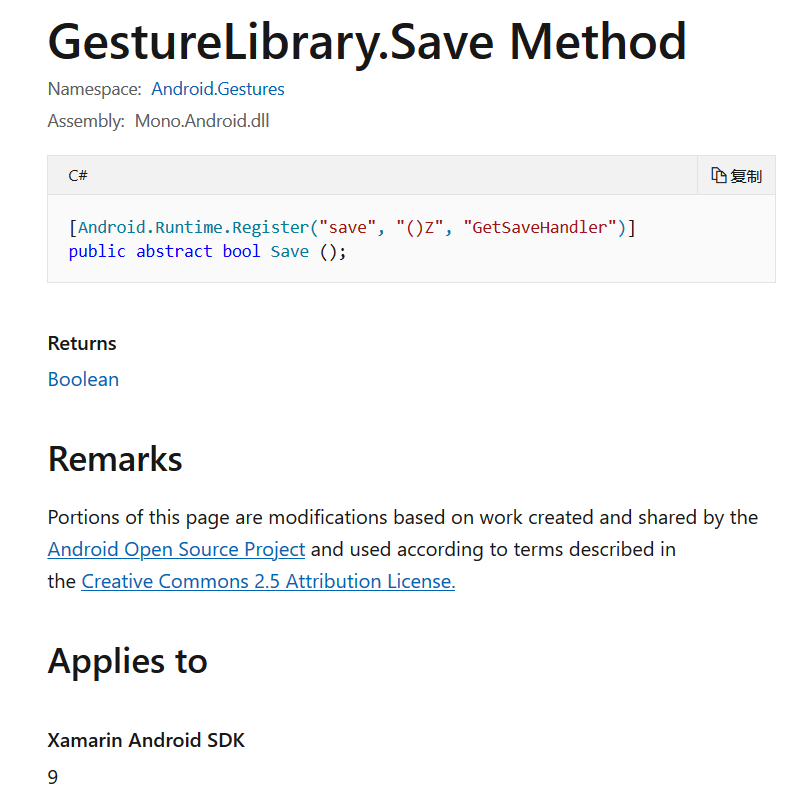 GestureLibrary.Save Method
Namespace: Android.Gestures
Assembly: Mono.Android.dll
C#
复制
[Android.Runtime.Register("save", "()Z", "GetSaveHandler")]
public abstract bool Save ();
Returns
Boolean
Remarks
Portions of this page are modifications based on work created and shared by the
Android Open Source Project and used according to terms described in
the Creative Commons 2.5 Attribution License.
Applies to
Xamarin Android SDK
9